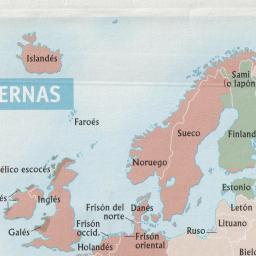 Islandés
ERNAS
Sami
(o lapón
Faroés
Sueco
Finland
Noruego
élico escocés
Estonio
és
Inglés
Frisón del
norte
Danés
Letón
Lituano
Galés
Frisón
occid.
Ruso
Frisón
oriental
Holandés
Bielo